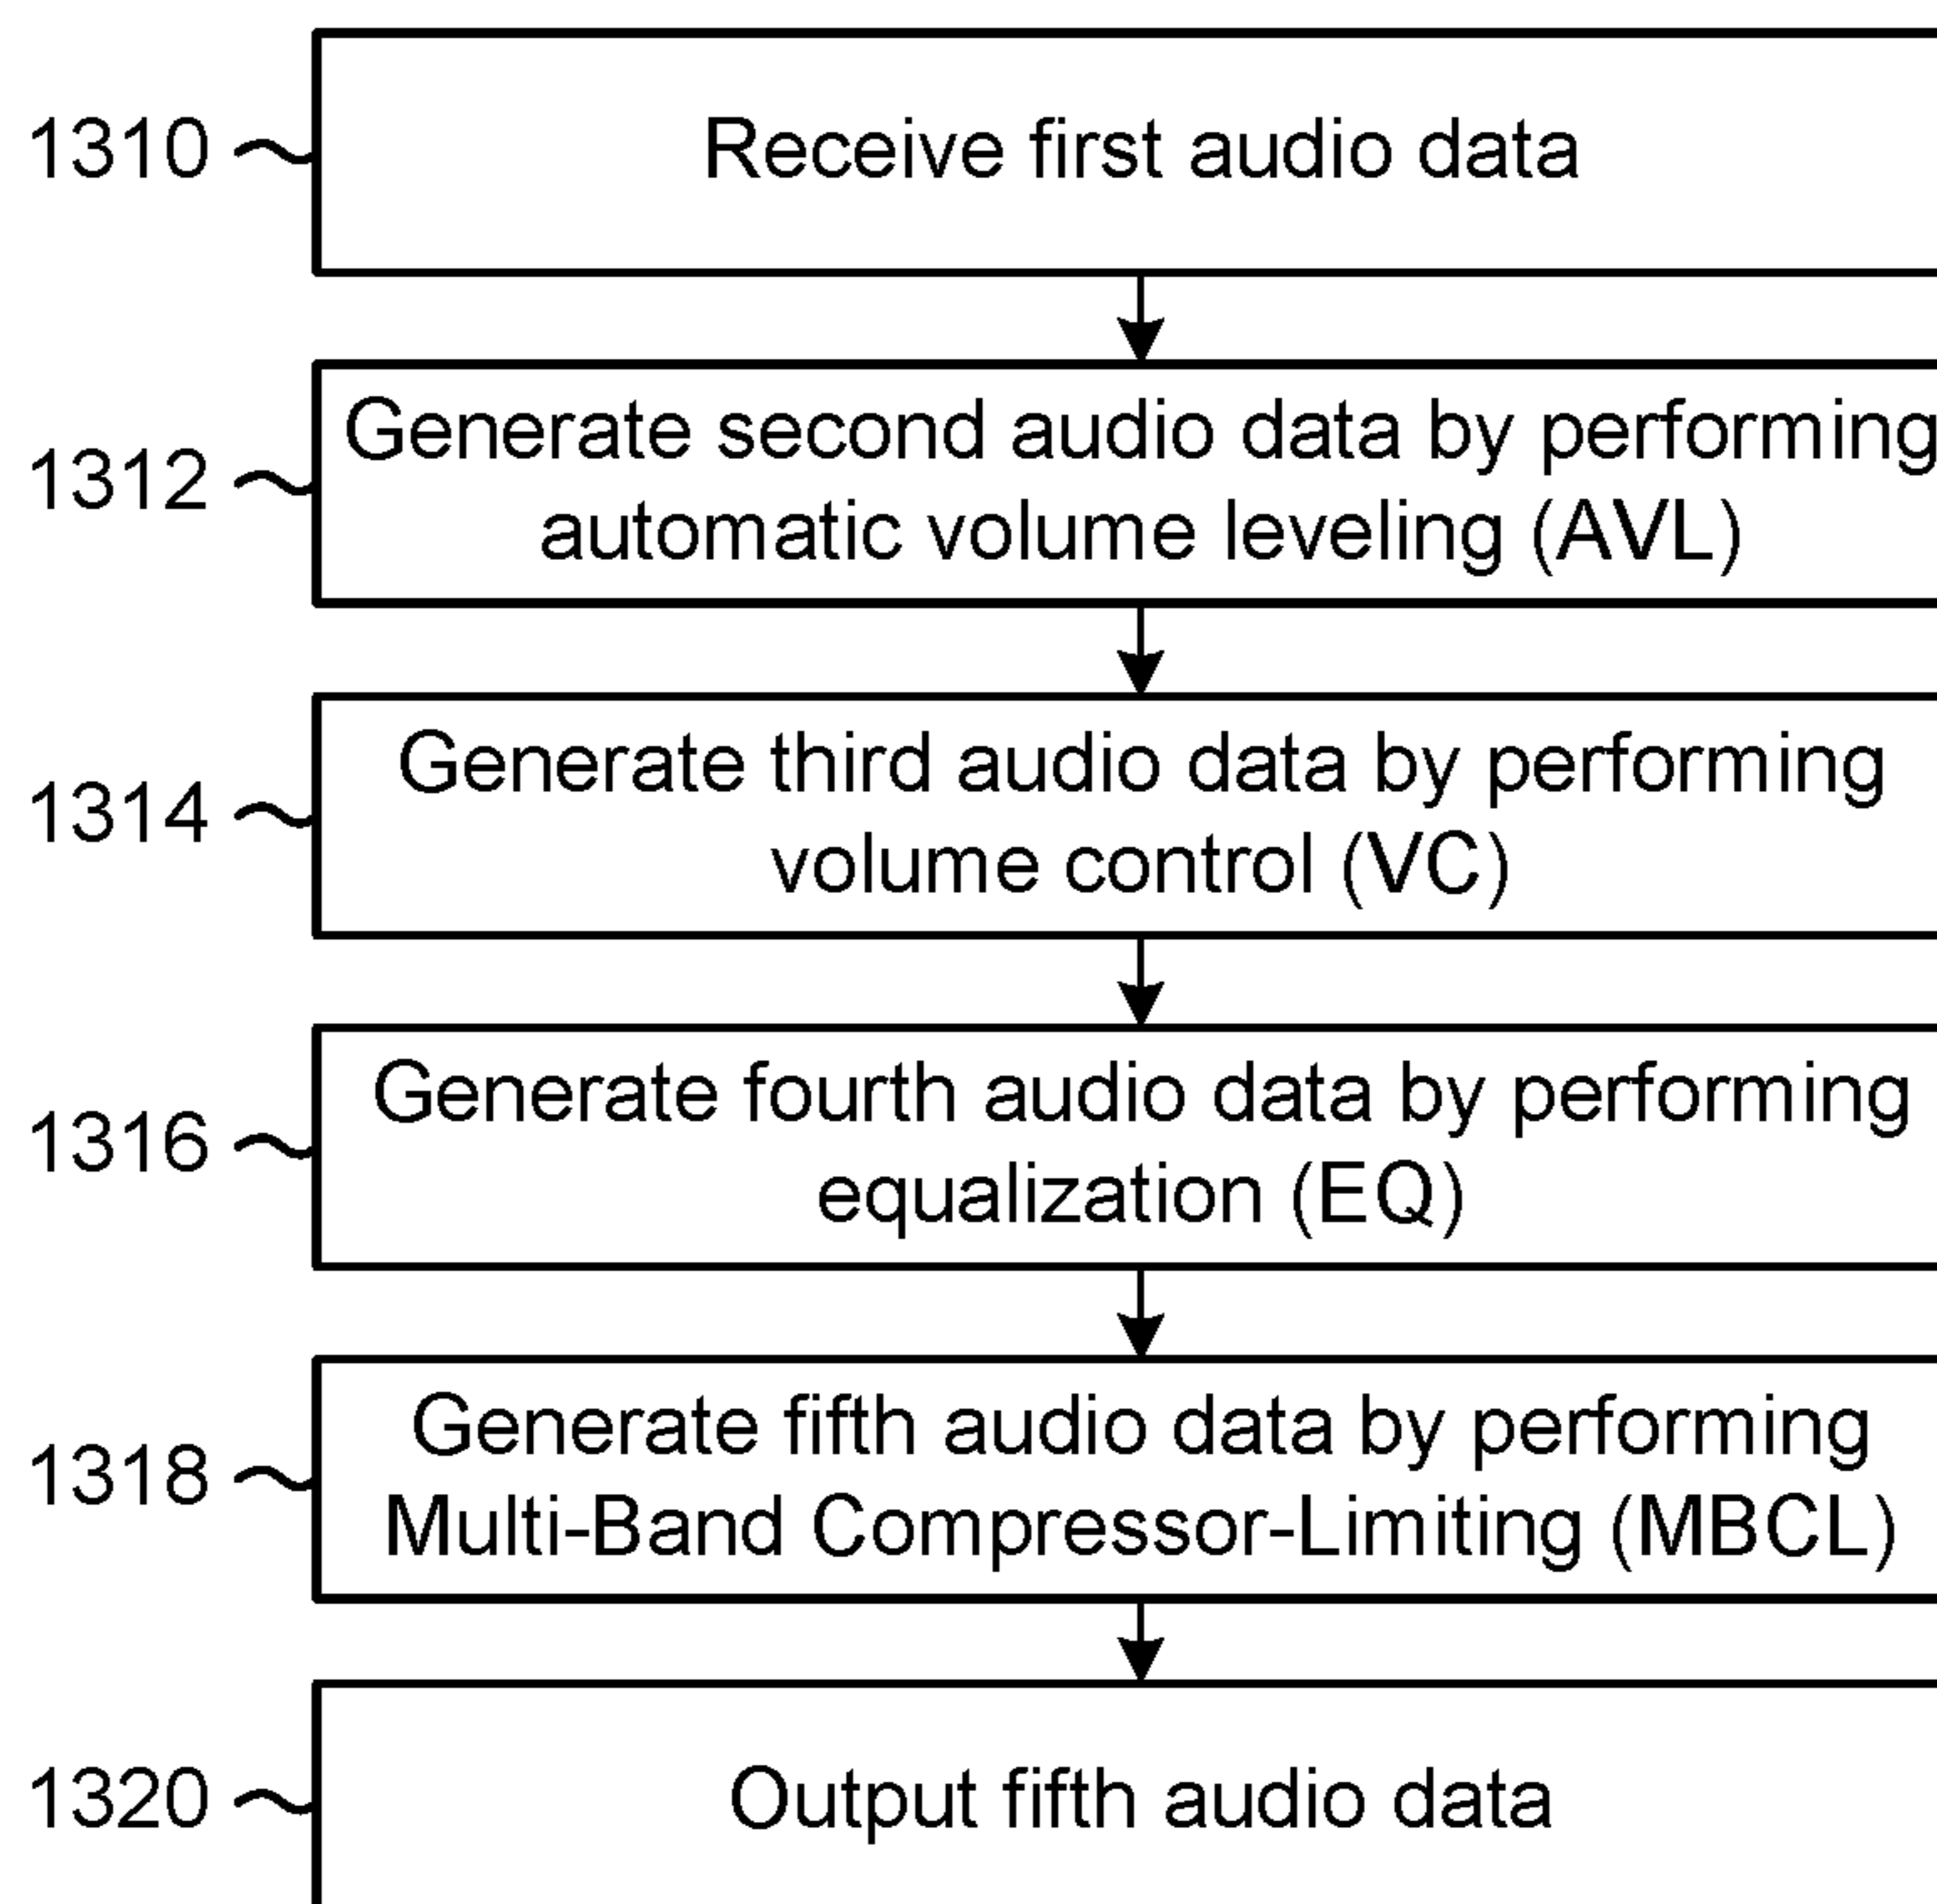 1310
Receive first audio data
1312
Generate second audio data by performing
automatic volume leveling (AVL)
1314
Generate third audio data by performing
volume control (VC)
1316
Generate fourth audio data by performing
equalization (EQ)
1318
Generate fifth audio data by performing
Multi-Band Compressor-Limiting (MBCL)
1320
Output fifth audio data